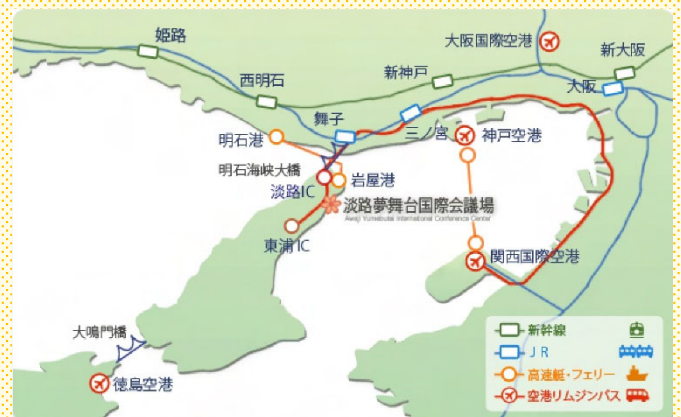 姫路
大阪国際空港
新大阪
西明石
新神戸
大阪
舞子
三ノ宮
神戸空港
明石港
明石海峡大橋
岩屋港
淡路IC
淡路夢舞台国際会議場
Awaji Yumebutai International Conference Center
東浦IC
関西国際空港
大鳴門橋
徳島空港
新幹線
JR
高速艇・フェリー
空港リムジンバス